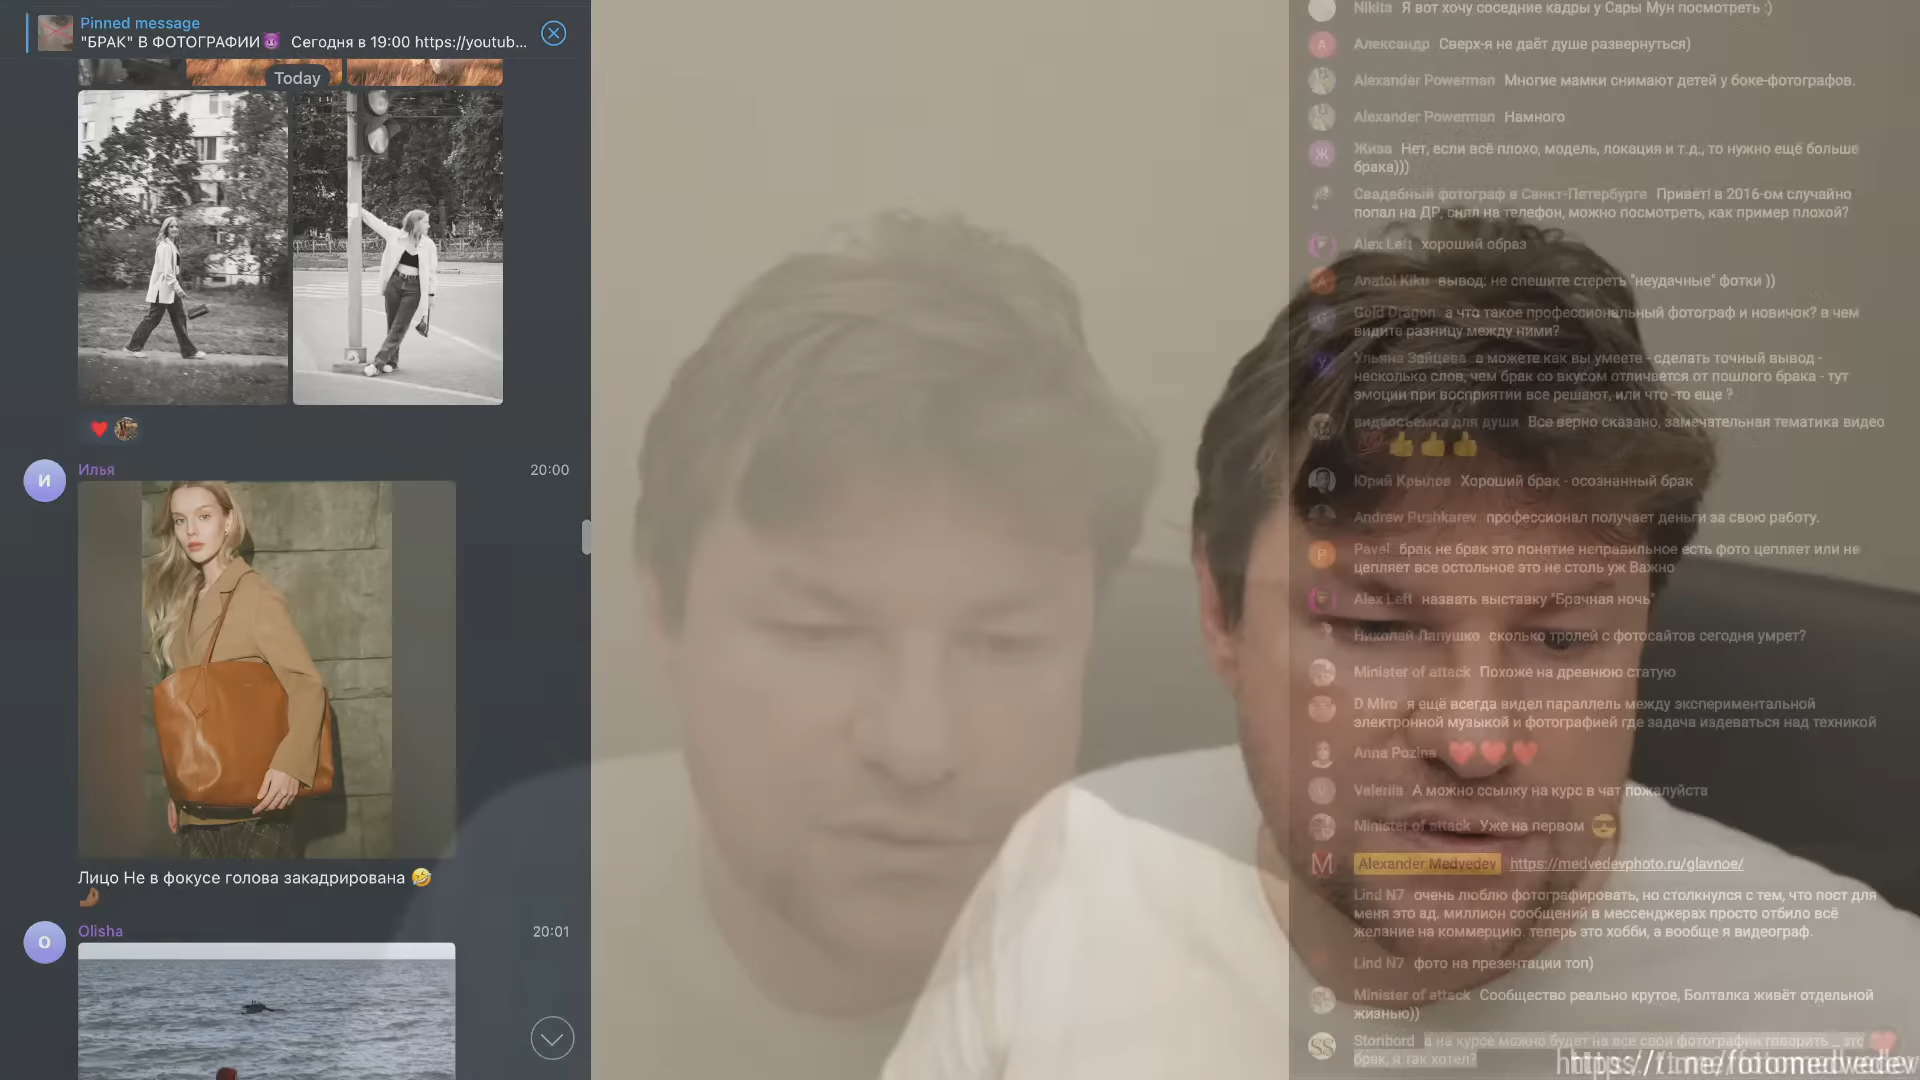 Pinned message
"БРАК" В ФОТОГРАФИИ😈 Сегодня в 19:00 https://youtub...
Today
И
Илья
20:00
Лицо Не в фокусе голова закадрирована 🤣
🤌🏾
O
Olisha
20:01
Nikita Я вот хочу соседние кадры у Сары Мун посмотреть :)
А
Александр Сверх-я не даёт душе развернуться)
Alexander Powerman Многие мамки снимают детей у боке-фотографов.
Alexander Powerman Намного
Ж
Жиза Нет, если всё плохо, модель, локация и т.д., то нужно ещё больше
брака)))
Свадебный фотограф в Санкт-Петербурге Привет! в 2016-ом случайно
попал на ДР, снял на телефон, можно посмотреть, как пример плохой?
Alex Left хороший образ
A
Anatol Kiku вывод: не спешите стереть "неудачные" фотки ))
G
Gold Dragon а что такое профессиональный фотограф и новичок? в чем
видите разницу между ними?
У
Ульяна Зайцева а можете как вы умеете - сделать точный вывод -
несколько слов, чем брак со вкусом отличается от пошлого брака - тут
эмоции при восприятии все решают, или что -то еще ?
видеосъемка для души Все верно сказано, замечательная тематика видео
💯👍👍👍
Юрий Крылов Хороший брак - осознанный брак
Andrew Pushkarev профессионал получает деньги за свою работу.
P
Pavel брак не брак это понятие неправильное есть фото цепляет или не
цепляет все остольное это не столь уж Важно
Alex Left назвать выставку "Брачная ночь"
Николай Лапушко сколько тролей с фотосайтов сегодня умрет?
Minister of attack Похоже на древнюю статую
D MIro я ещё всегда видел параллель между экспериментальной
электронной музыкой и фотографией где задача издеваться над техникой
Anna Pozina ❤️❤️❤️
V
Valeriia А можно ссылку на курс в чат пожалуйств
Minister of attack Уже на первом 😎
M
Alexander Medvedev https://medvedevphoto.ru/glavnoe/
Lind N7 очень люблю фотографировать, но столкнулся с тем, что пост для
меня это ад. миллион сообщений в мессенджерах просто отбило всё
желание на коммерцию. теперь это хобби, а вообще я видеограф.
Lind N7 фото на презентации топ)
Minister of attack Сообщество реально крутое, Болталка живёт отдельной
жизнью))
SS
Storibord а на курсе можно будет на все свои фотографии говорить _ это
брак, я так хотел?
https://t.me/fotomedvedev